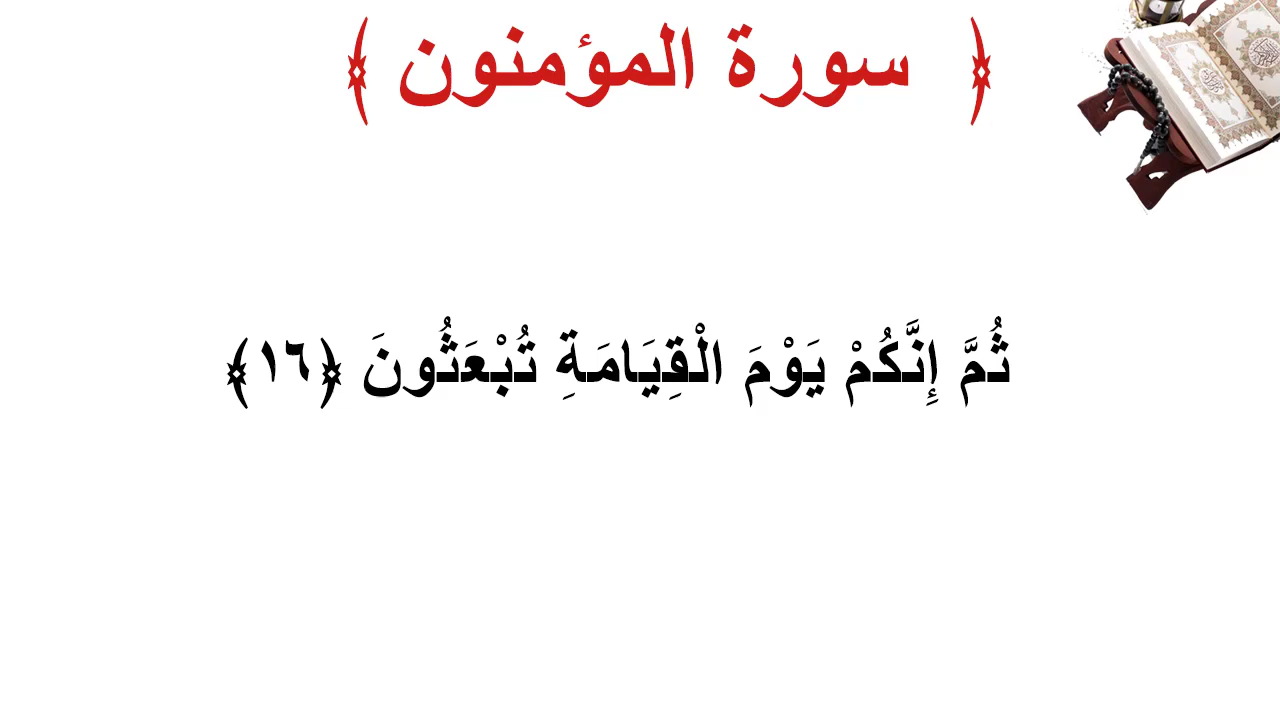 ﴿ سورة المؤمنون ﴾
ثُمَّ إِنَّكُمْ يَوْمَ الْقِيَامَةِ تُبْعَثُونَ ﴿١٦﴾